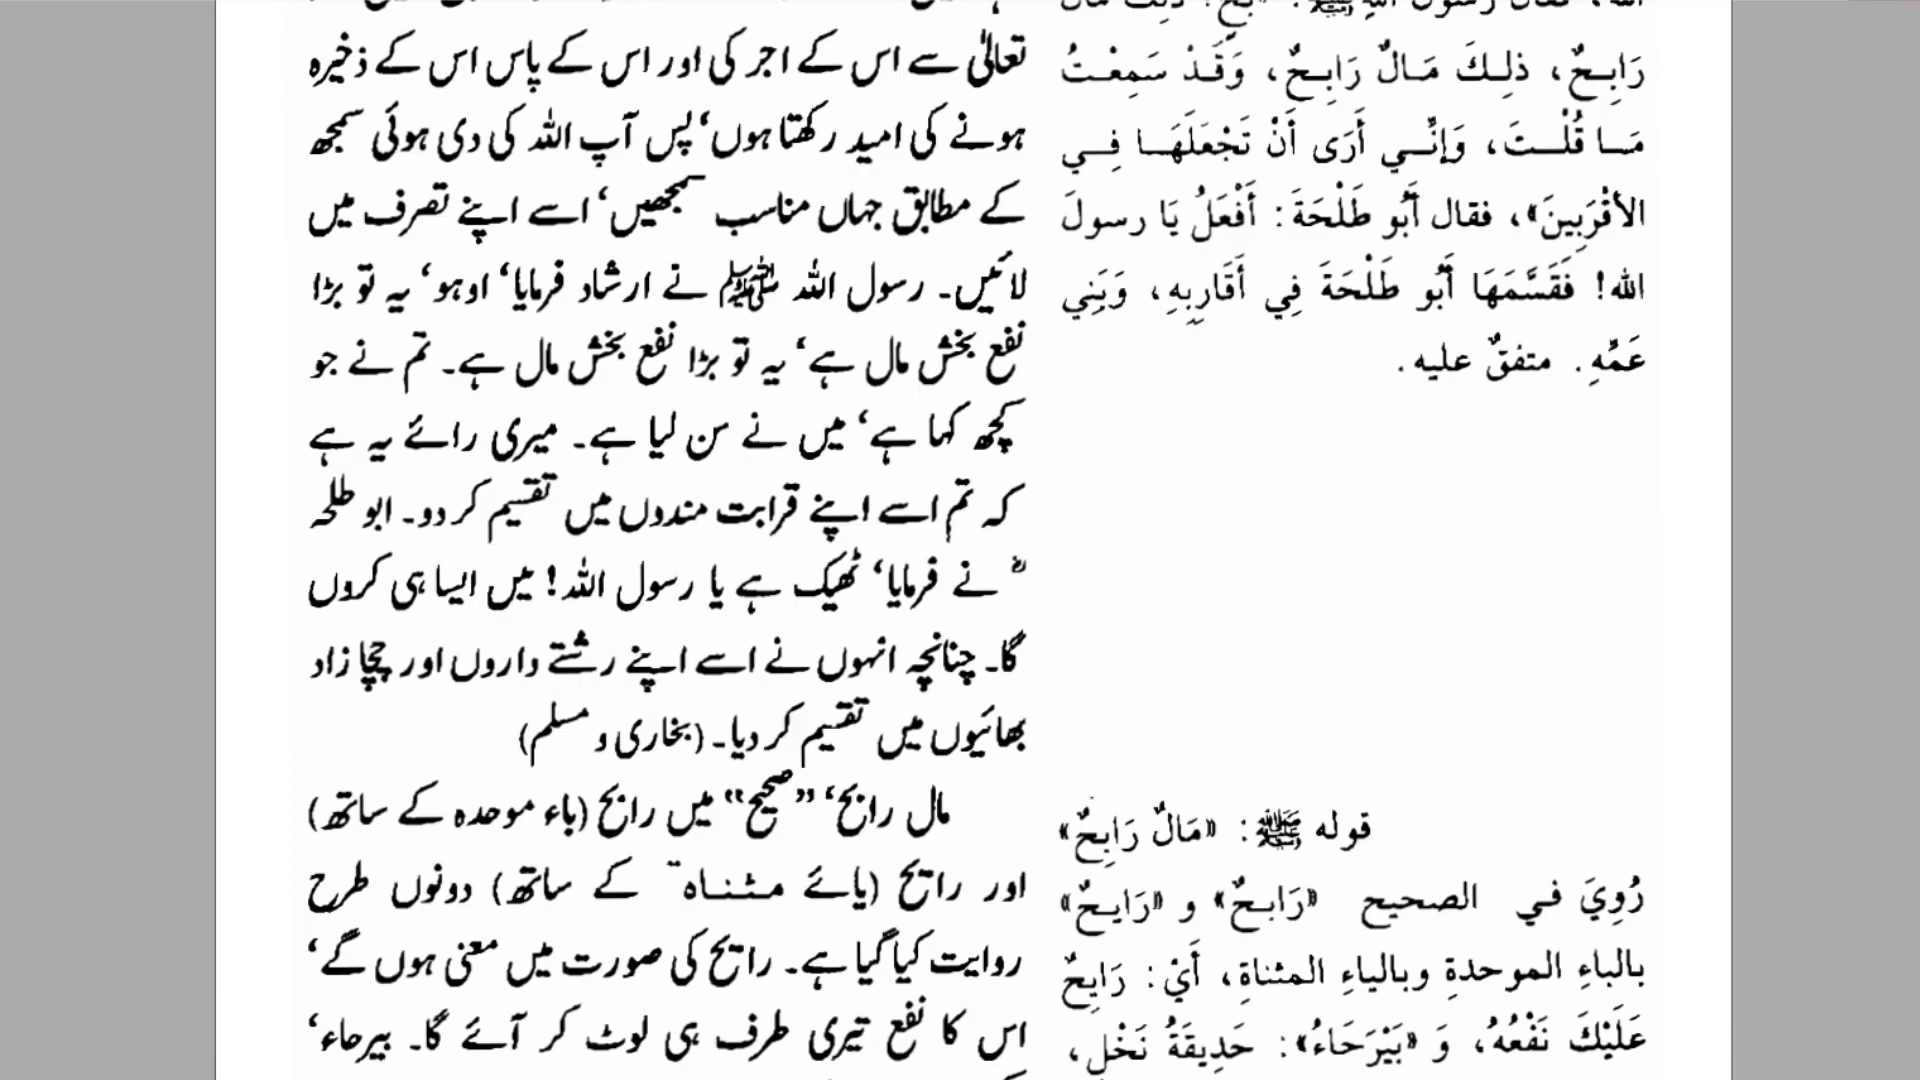 رَابِحٌ، ذلِكَ مَالٌ رَابِحٌ، وَقَدْ سَمِعْتُ
مَا قُلْتَ، وَإِنِّي أَرَى أَنْ تَجْعَلَهَا فِي
الأقْرَبِينَ»، فقال أَبُو طَلْحَةَ: أَفْعَلُ يَا رسولَ
الله! فَقَسَّمَهَا أَبُو طَلْحَةَ فِي أَقَارِبِهِ، وَبَنِي
عَمِّهِ. متفقٌ عليه.
قوله ﷺ: «مَالٌ رَابِحٌ»
رُوِيَ في الصحيح «رَابحٌ» و «رَايحٌ»
بالباءِ الموحدةِ وبالياءِ المثناةِ، أَيْ: رَايحٌ
عَلَيْكَ نَفْعُهُ، وَ «بَيْرَحَاءُ»: حَدِيقَةُ نَخْلٍ،
تعالیٰ سے اس کے اجر کی اور اس کے پاس اس کے ذخیرہ
ہونے کی امید رکھتا ہوں‘ پس آپ اللہ کی دی ہوئی سمجھ
کے مطابق جہاں مناسب سمجھیں‘ اسے اپنے تصرف میں
لائیں۔ رسول اللہ ﷺ نے ارشاد فرمایا‘ اوہو‘ یہ تو بڑا
نفع بخش مال ہے‘ یہ تو بڑا نفع بخش مال ہے۔ تم نے جو
کچھ کہا ہے‘ میں نے سن لیا ہے۔ میری رائے یہ ہے
کہ تم اسے اپنے قرابت مندوں میں تقسیم کر دو۔ ابو طلحہ
ؓ نے فرمایا‘ ٹھیک ہے یا رسول اللہ! میں ایسا ہی کروں
گا۔ چنانچہ انہوں نے اسے اپنے رشتے داروں اور چچا زاد
بھائیوں میں تقسیم کر دیا۔ (بخاری و مسلم)
مال رابح‘ ”صحیح“ میں رابح (باء موحدہ کے ساتھ)
اور رایح (یائے مثناہ کے ساتھ) دونوں طرح
روایت کیا گیا ہے۔ رایح کی صورت میں معنی ہوں گے‘
اس کا نفع تیری طرف ہی لوٹ کر آئے گا۔ بیرحاء‘